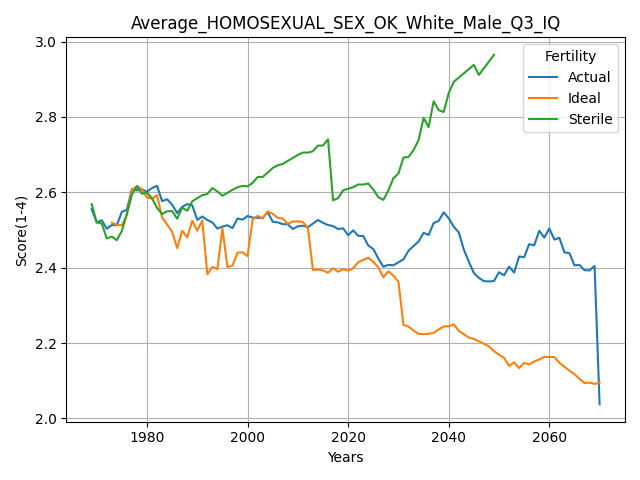 Average_HOMOSEXUAL_SEX_OK_White_Male_Q3_IQ
3.0
2.8
2.6
2.4
2.2
2.0
Score(1-4)
Fertility
Actual
Ideal
Sterile
1980 2000 2020 2040 2060
Years